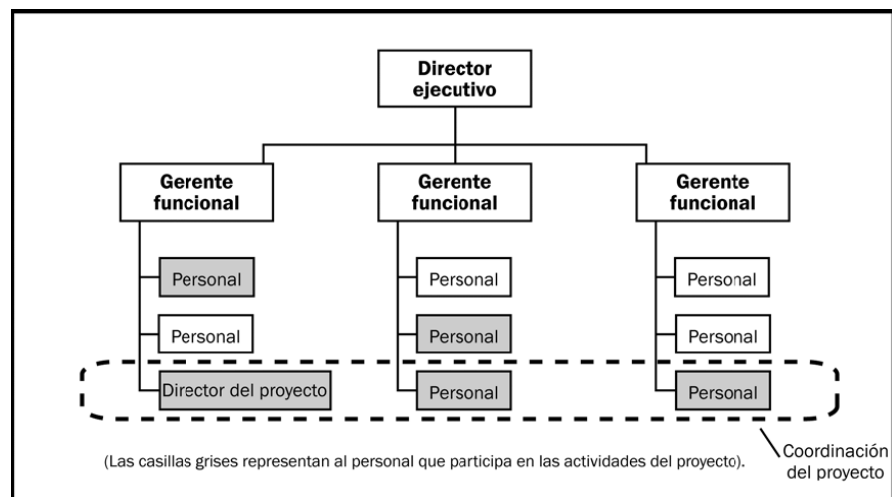 Director
ejecutivo
Gerente
funcional
Gerente
funcional
Gerente
funcional
Personal
Personal
Personal
Personal
Personal
Personal
Director del proyecto
Personal
Personal
(Las casillas grises representan al personal que participa en las actividades del proyecto).
Coordinación
del proyecto